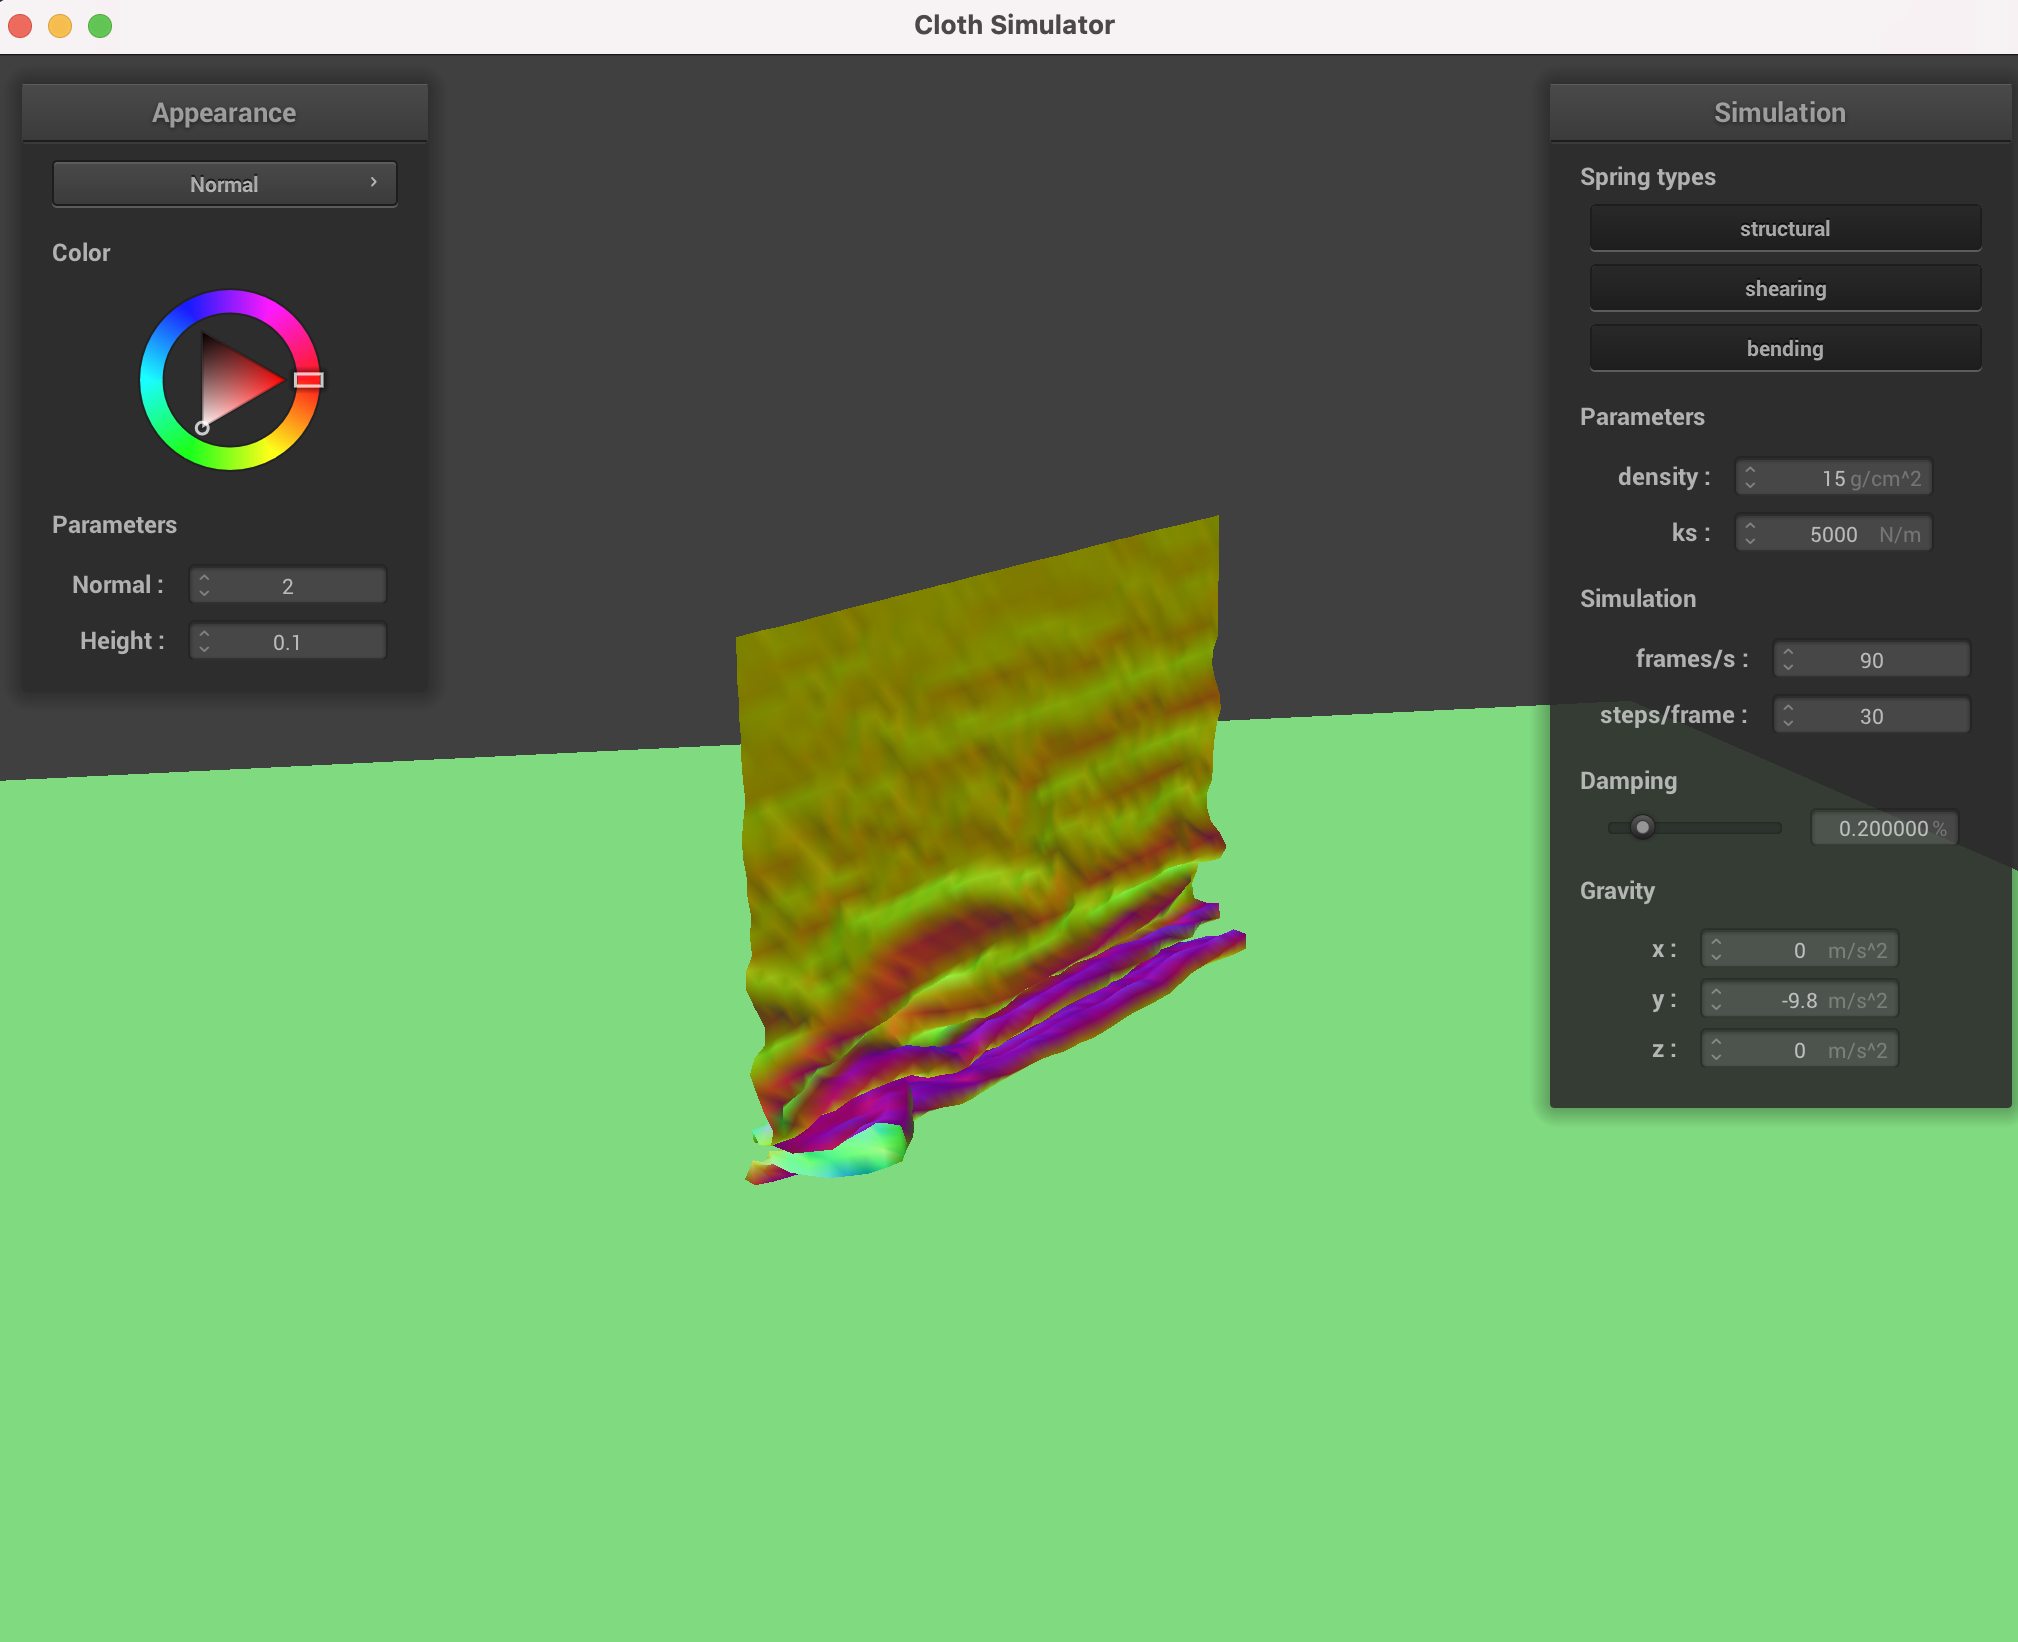 Cloth Simulator
Appearance
Normal
Color
Parameters
Normal : 2
Height : 0.1
Simulation
Spring types
structural
shearing
bending
Parameters
density : 15 g/cm^2
ks : 5000 N/m
Simulation
frames/s : 90
steps/frame : 30
Damping
0.200000 %
Gravity
x : 0 m/s^2
y : -9.8 m/s^2
z : 0 m/s^2